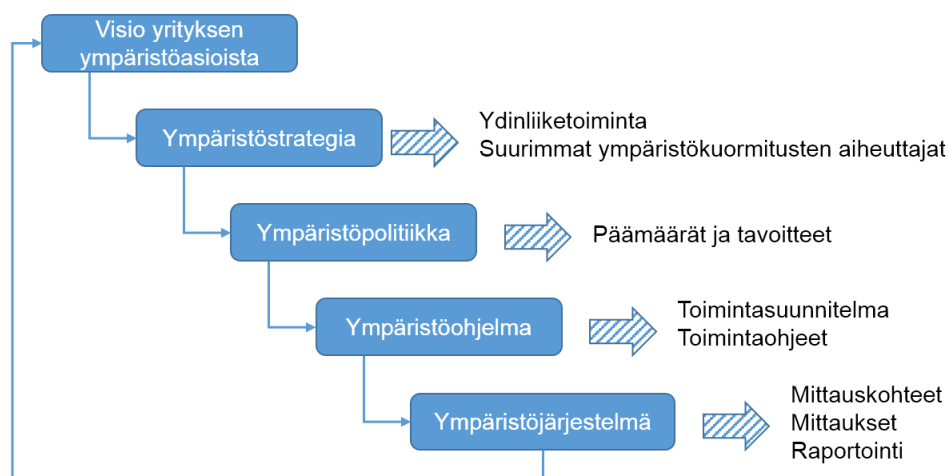 Visio yrityksen
ympäristöasioista
Ympäristöstrategia
Ydinliiketoiminta
Suurimmat ympäristökuormitusten aiheuttajat
Ympäristöpolitiikka
Päämäärät ja tavoitteet
Ympäristöohjelma
Toimintasuunnitelma
Toimintaohjeet
Ympäristöjärjestelmä
Mittauskohteet
Mittaukset
Raportointi